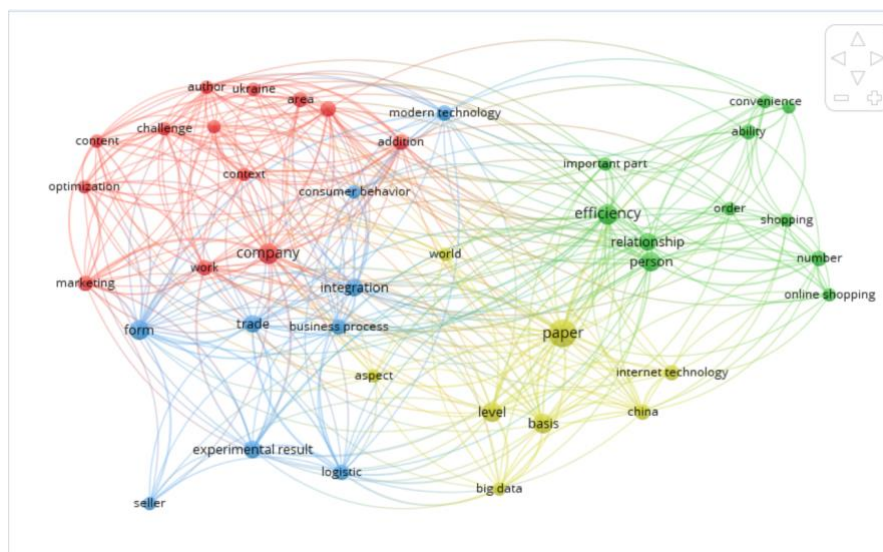 author
ukraine
area
content
challenge
modern technology
addition
convenience
ability
optimization
context
consumer behavior
important part
efficiency
order
shopping
company
work
marketing
world
relationship
person
number
integration
online shopping
form
trade
business process
paper
aspect
internet technology
level
basis
china
experimental result
logistic
seller
big data